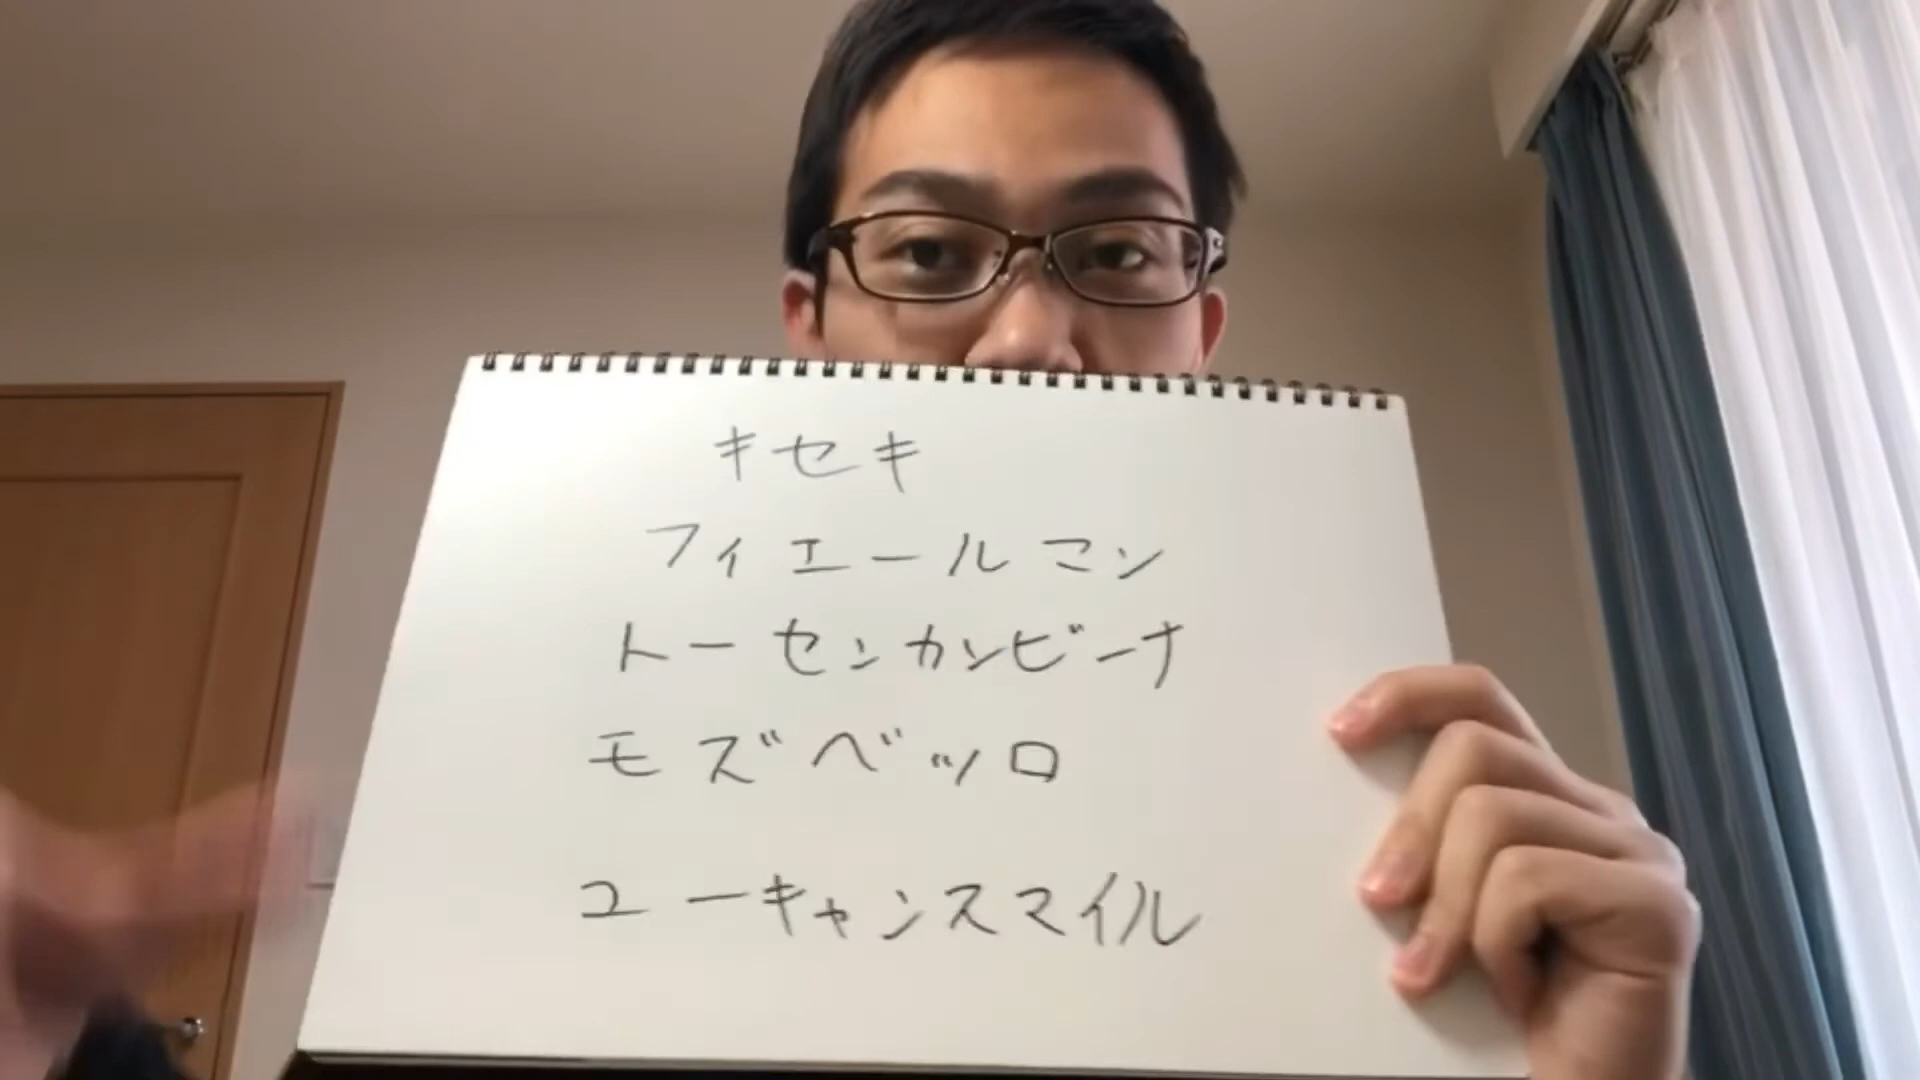 キセキ
フィエールマン
トーセンカンビーナ
モズベッロ
ユーキャンスマイル